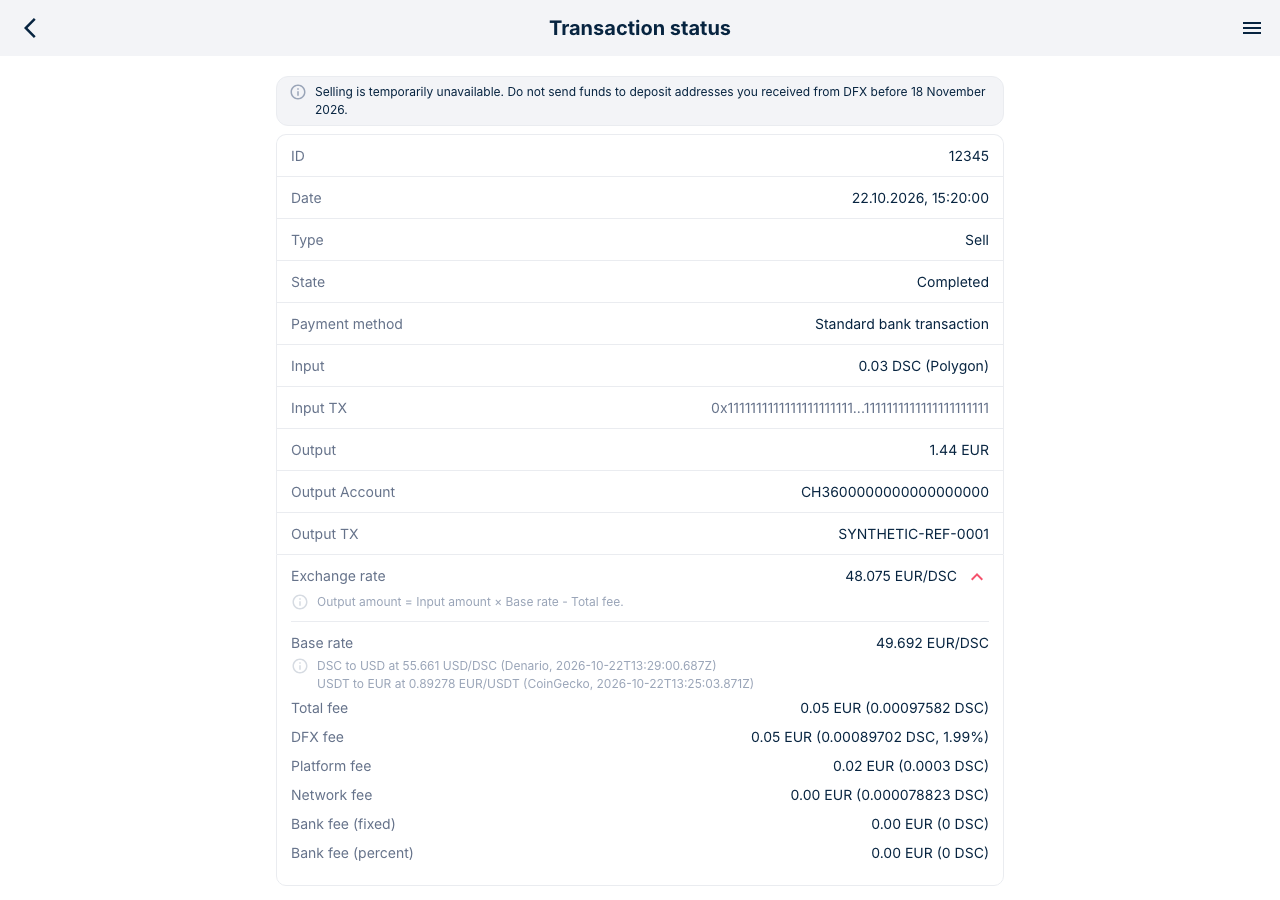 Transaction status
Selling is temporarily unavailable. Do not send funds to deposit addresses you received from DFX before 18 November
2026.
ID 12345
Date 22.10.2026, 15:20:00
Type Sell
State Completed
Payment method Standard bank transaction
Input 0.03 DSC (Polygon)
Input TX 0x1111111111111111111111...1111111111111111111111
Output 1.44 EUR
Output Account CH3600000000000000000
Output TX SYNTHETIC-REF-0001
Exchange rate 48.075 EUR/DSC
Output amount = Input amount × Base rate - Total fee.
Base rate 49.692 EUR/DSC
DSC to USD at 55.661 USD/DSC (Denario, 2026-10-22T13:29:00.687Z)
USDT to EUR at 0.89278 EUR/USDT (CoinGecko, 2026-10-22T13:25:03.871Z)
Total fee 0.05 EUR (0.00097582 DSC)
DFX fee 0.05 EUR (0.00089702 DSC, 1.99%)
Platform fee 0.02 EUR (0.0003 DSC)
Network fee 0.00 EUR (0.000078823 DSC)
Bank fee (fixed) 0.00 EUR (0 DSC)
Bank fee (percent) 0.00 EUR (0 DSC)